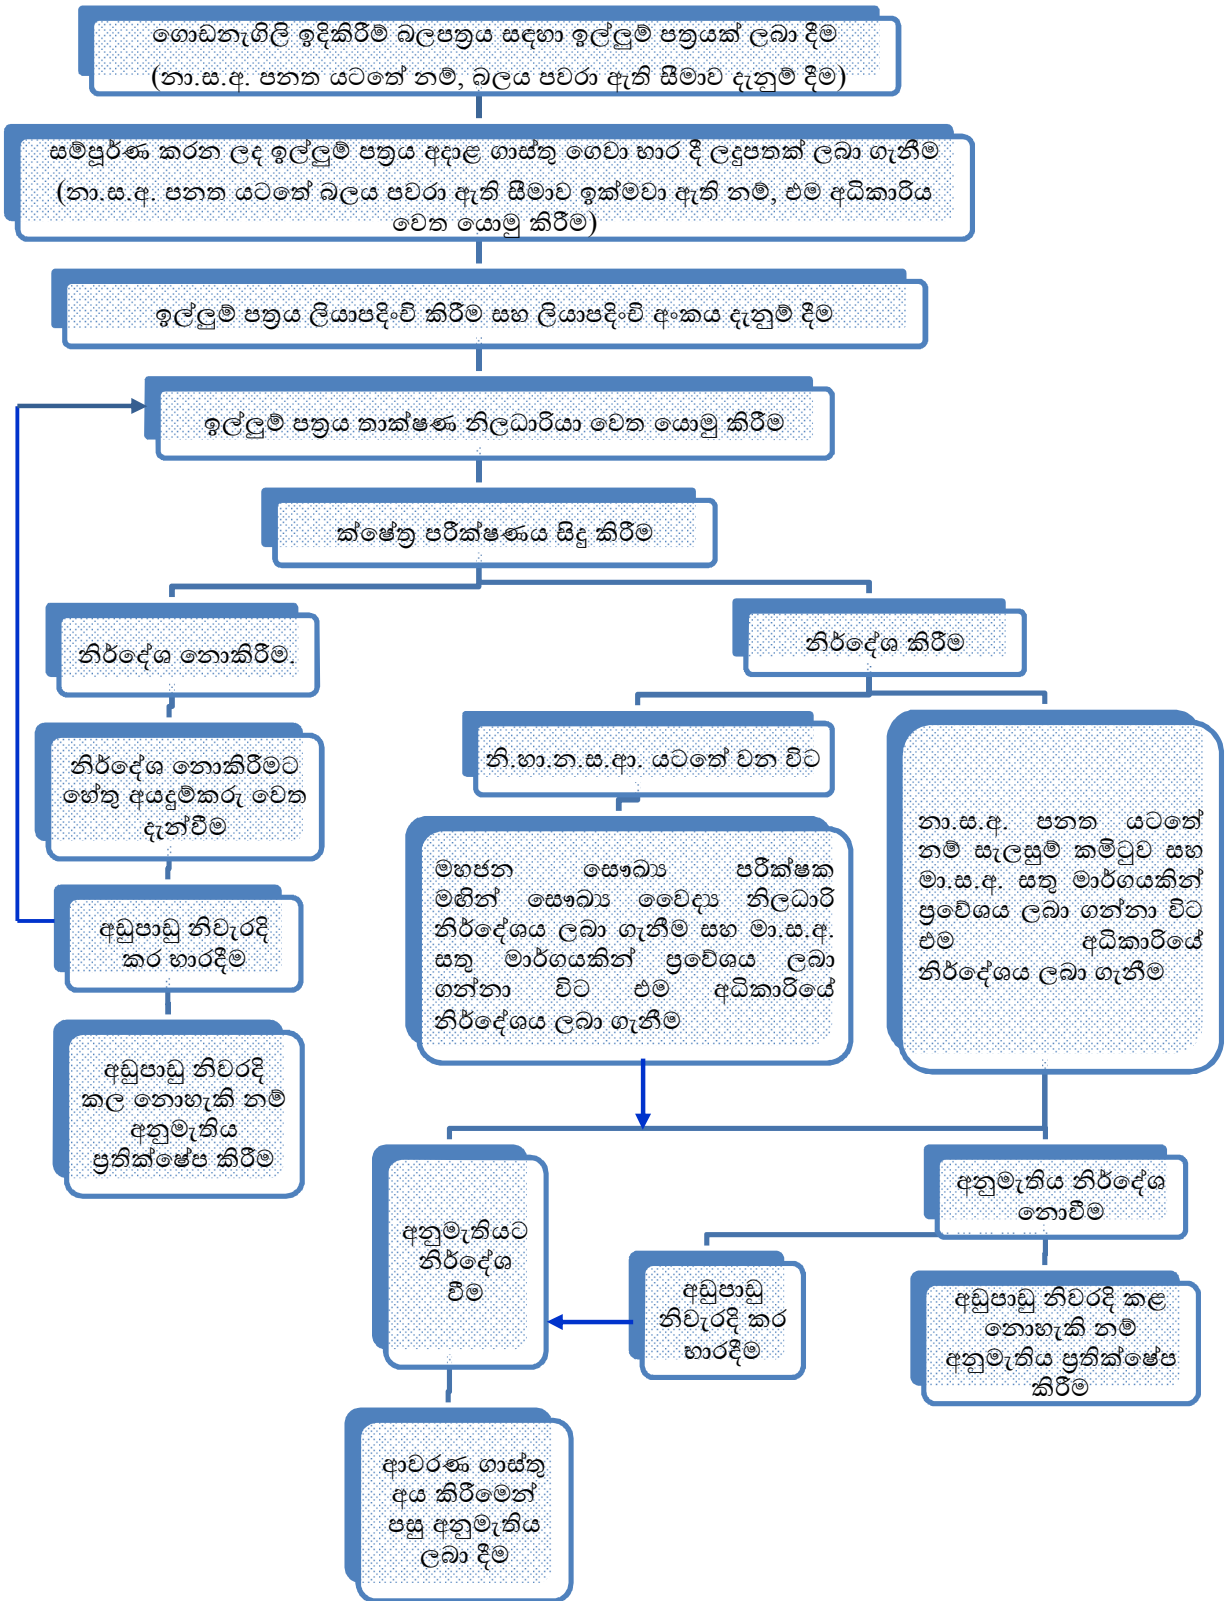 ගොඩනැගිලි ඉදිකිරීම් බලපත්‍රය සඳහා ඉල්ලුම් පත්‍රයක් ලබා දීම
(නා.ස.අ. පනත යටතේ නම්, බලය පවරා ඇති සීමාව දැනුම් දීම)
සම්පූර්ණ කරන ලද ඉල්ලුම් පත්‍රය අදාළ ගාස්තු ගෙවා භාර දී ලදුපතක් ලබා ගැනීම
(නා.ස.අ. පනත යටතේ බලය පවරා ඇති සීමාව ඉක්මවා ඇති නම්, එම අධිකාරිය
වෙත යොමු කිරීම)
ඉල්ලුම් පත්‍රය ලියාපදිංචි කිරීම සහ ලියාපදිංචි අංකය දැනුම් දීම
ඉල්ලුම් පත්‍රය තාක්ෂණ නිලධාරියා වෙත යොමු කිරීම
ක්ෂේත්‍ර පරීක්ෂණය සිදු කිරීම
නිර්දේශ නොකිරීම.
නිර්දේශ නොකිරීමට
හේතු අයදුම්කරු වෙත
දැන්වීම
අඩුපාඩු නිවැරදි
කර භාරදීම
අඩුපාඩු නිවරදි
කල නොහැකි නම්
අනුමැතිය
ප්‍රතික්ෂේප කිරීම
නිර්දේශ කිරීම
නි.හා.න.ස.ආ. යටතේ වන විට
මහජන සෞඛ්‍ය පරීක්ෂක
මඟින් සෞඛ්‍ය වෛද්‍ය නිලධාරි
නිර්දේශය ලබා ගැනීම සහ මා.ස.අ.
සතු මාර්ගයකින් ප්‍රවේශය ලබා
ගන්නා විට එම අධිකාරියේ
නිර්දේශය ලබා ගැනීම
නා.ස.අ. පනත යටතේ
නම් සැලසුම් කමිටුව සහ
මා.ස.අ. සතු මාර්ගයකින්
ප්‍රවේශය ලබා ගන්නා විට
එම අධිකාරියේ
නිර්දේශය ලබා ගැනීම
අනුමැතියට
නිර්දේශ
වීම
අනුමැතිය නිර්දේශ
නොවීම
අඩුපාඩු
නිවැරදි කර
භාරදීම
අඩුපාඩු නිවරදි කළ
නොහැකි නම්
අනුමැතිය ප්‍රතික්ෂේප
කිරීම
ආවරණ ගාස්තු
අය කිරීමෙන්
පසු අනුමැතිය
ලබා දීම